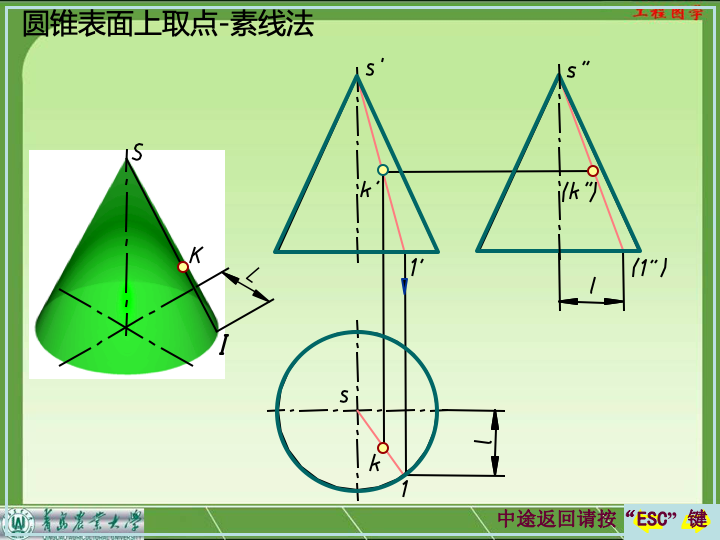 圆锥表面上取点-素线法
工程图学
s'
s"
S
k'
(k")
K
L
1'
(1")
l
I
s
l
k
1
青岛农业大学
中途返回请按“ESC”键